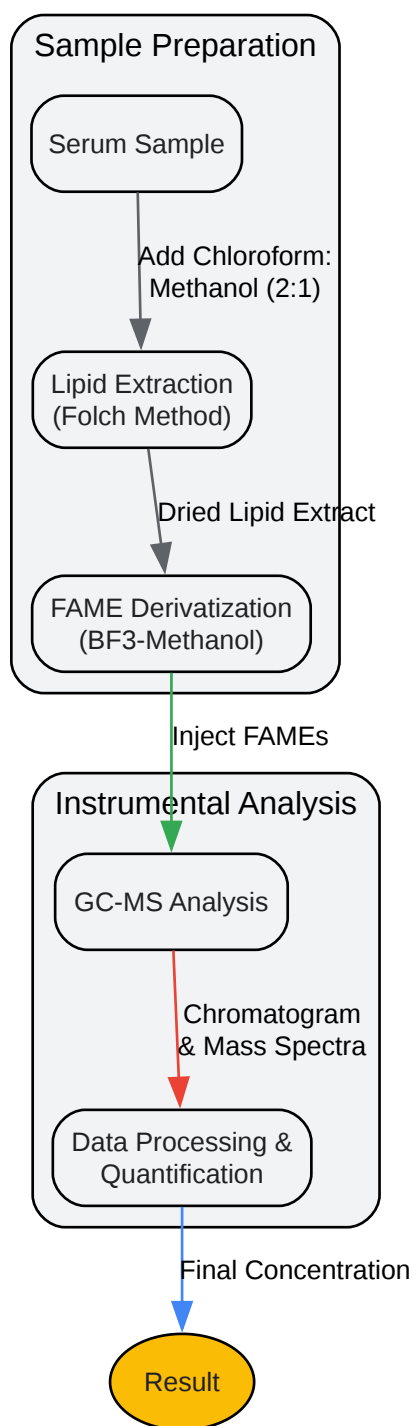 Sample Preparation
Serum Sample
Add Chloroform:
Methanol (2:1)
Lipid Extraction
(Folch Method)
Dried Lipid Extract
FAME Derivatization
(BF3-Methanol)
Inject FAMEs
Instrumental Analysis
GC-MS Analysis
Chromatogram
& Mass Spectra
Data Processing &
Quantification
Final Concentration
Result